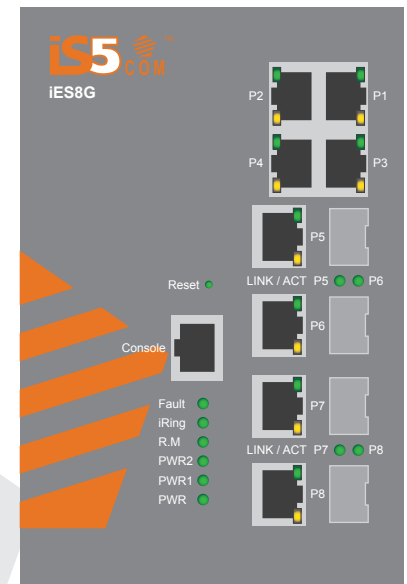 iS5 COM™
iES8G
P2 P1
P4 P3
P5
Reset LINK / ACT P5 P6
P6
Console
P7
Fault
iRing
R.M LINK / ACT P7 P8
PWR2
PWR1 P8
PWR